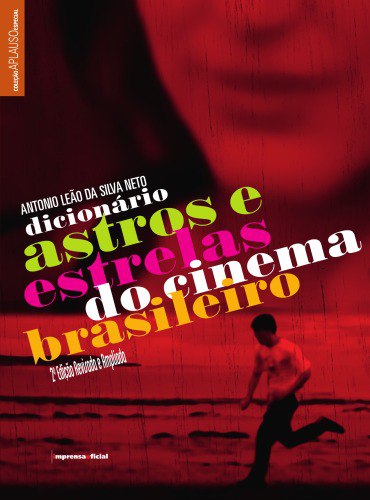 COLEÇÃO APLAUSO ESPECIAL
ANTONIO LEÃO DA SILVA NETO
dicionário
astros e
estrelas
do cinema
brasileiro
2ª Edição Revisada e Ampliada
imprensaoficial